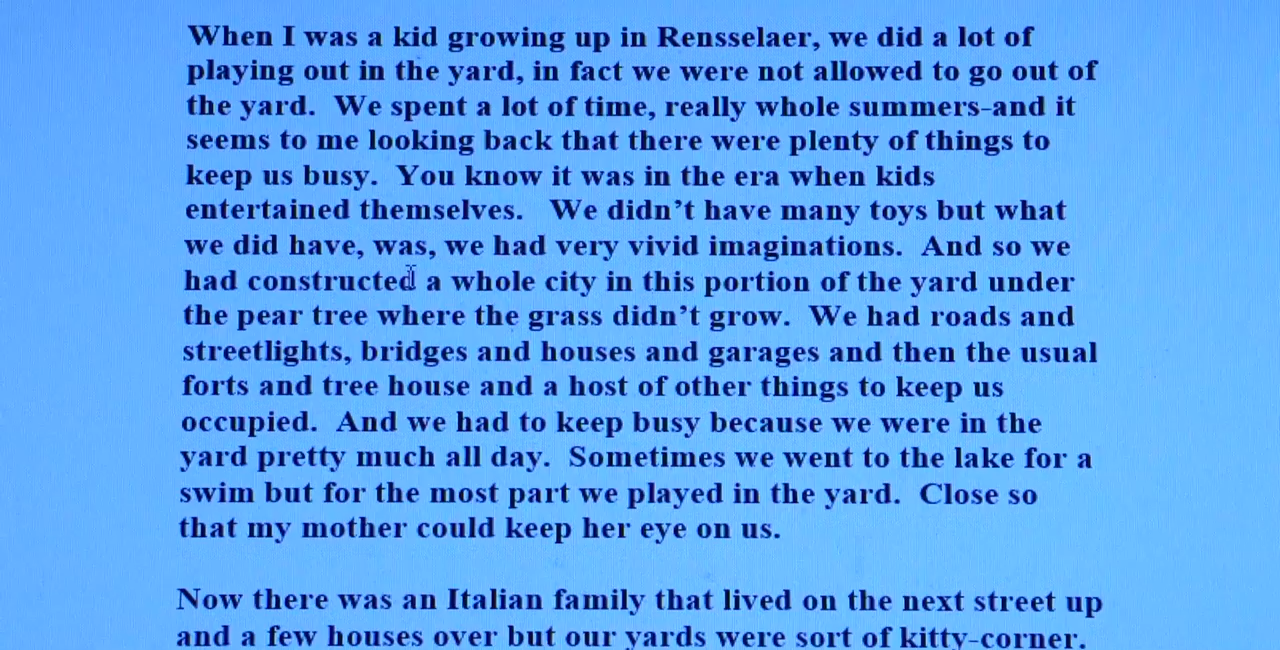 When I was a kid growing up in Rensselaer, we did a lot of
playing out in the yard, in fact we were not allowed to go out of
the yard.  We spent a lot of time, really whole summers-and it
seems to me looking back that there were plenty of things to
keep us busy.  You know it was in the era when kids
entertained themselves.   We didn’t have many toys but what
we did have, was, we had very vivid imaginations.  And so we
had constructed a whole city in this portion of the yard under
the pear tree where the grass didn’t grow.  We had roads and
streetlights, bridges and houses and garages and then the usual
forts and tree house and a host of other things to keep us
occupied.  And we had to keep busy because we were in the
yard pretty much all day.  Sometimes we went to the lake for a
swim but for the most part we played in the yard.  Close so
that my mother could keep her eye on us.
Now there was an Italian family that lived on the next street up
and a few houses over but our yards were sort of kitty-corner.